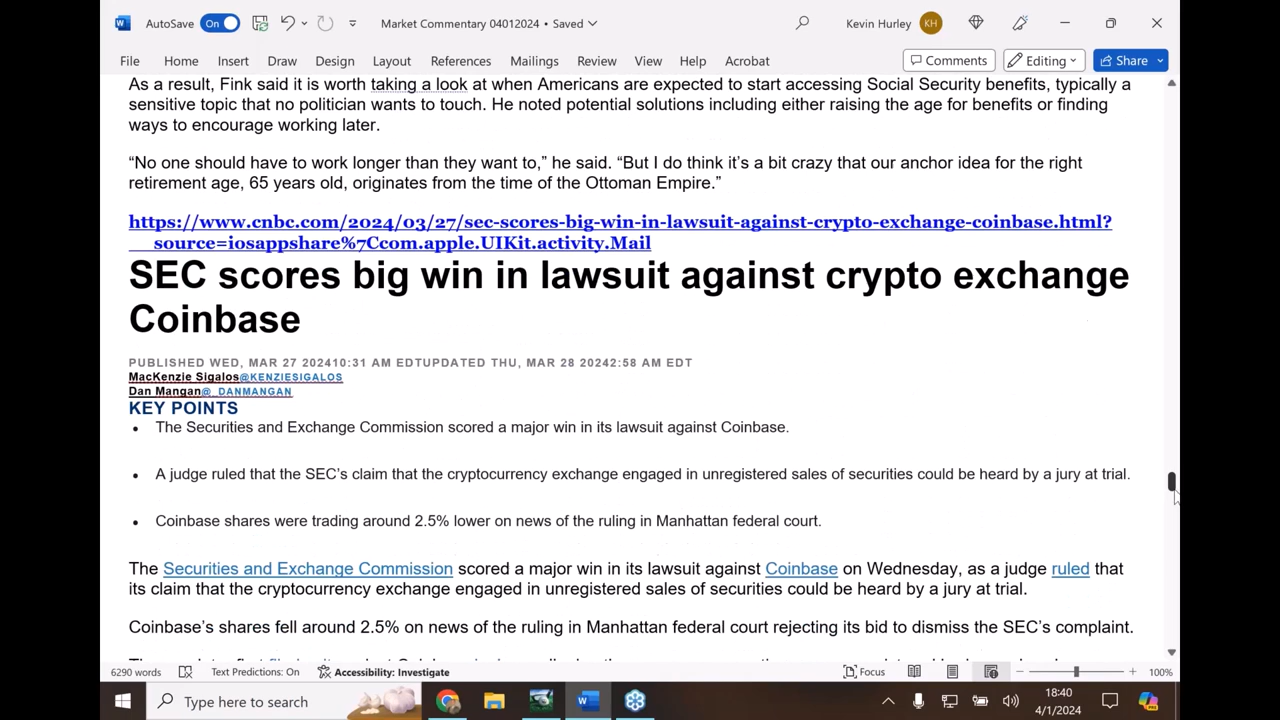 AutoSave On Market Commentary 04012024 • Saved Kevin Hurley KH
File Home Insert Draw Design Layout References Mailings Review View Help Acrobat Comments Editing Share
As a result, Fink said it is worth taking a look at when Americans are expected to start accessing Social Security benefits, typically a
sensitive topic that no politician wants to touch. He noted potential solutions including either raising the age for benefits or finding
ways to encourage working later.
“No one should have to work longer than they want to,” he said. “But I do think it’s a bit crazy that our anchor idea for the right
retirement age, 65 years old, originates from the time of the Ottoman Empire.”
https://www.cnbc.com/2024/03/27/sec-scores-big-win-in-lawsuit-against-crypto-exchange-coinbase.html?
__source=iosappshare%7Ccom.apple.UIKit.activity.Mail
SEC scores big win in lawsuit against crypto exchange
Coinbase
PUBLISHED WED, MAR 27 202410:31 AM EDTUPDATED THU, MAR 28 20242:58 AM EDT
MacKenzie Sigalos@KENZIESIGALOS
Dan Mangan@_DANMANGAN
KEY POINTS
• The Securities and Exchange Commission scored a major win in its lawsuit against Coinbase.
• A judge ruled that the SEC’s claim that the cryptocurrency exchange engaged in unregistered sales of securities could be heard by a jury at trial.
• Coinbase shares were trading around 2.5% lower on news of the ruling in Manhattan federal court.
The Securities and Exchange Commission scored a major win in its lawsuit against Coinbase on Wednesday, as a judge ruled that
its claim that the cryptocurrency exchange engaged in unregistered sales of securities could be heard by a jury at trial.
Coinbase’s shares fell around 2.5% on news of the ruling in Manhattan federal court rejecting its bid to dismiss the SEC’s complaint.
6290 words Text Predictions: On Accessibility: Investigate Focus 100%
Type here to search 18:40
4/1/2024